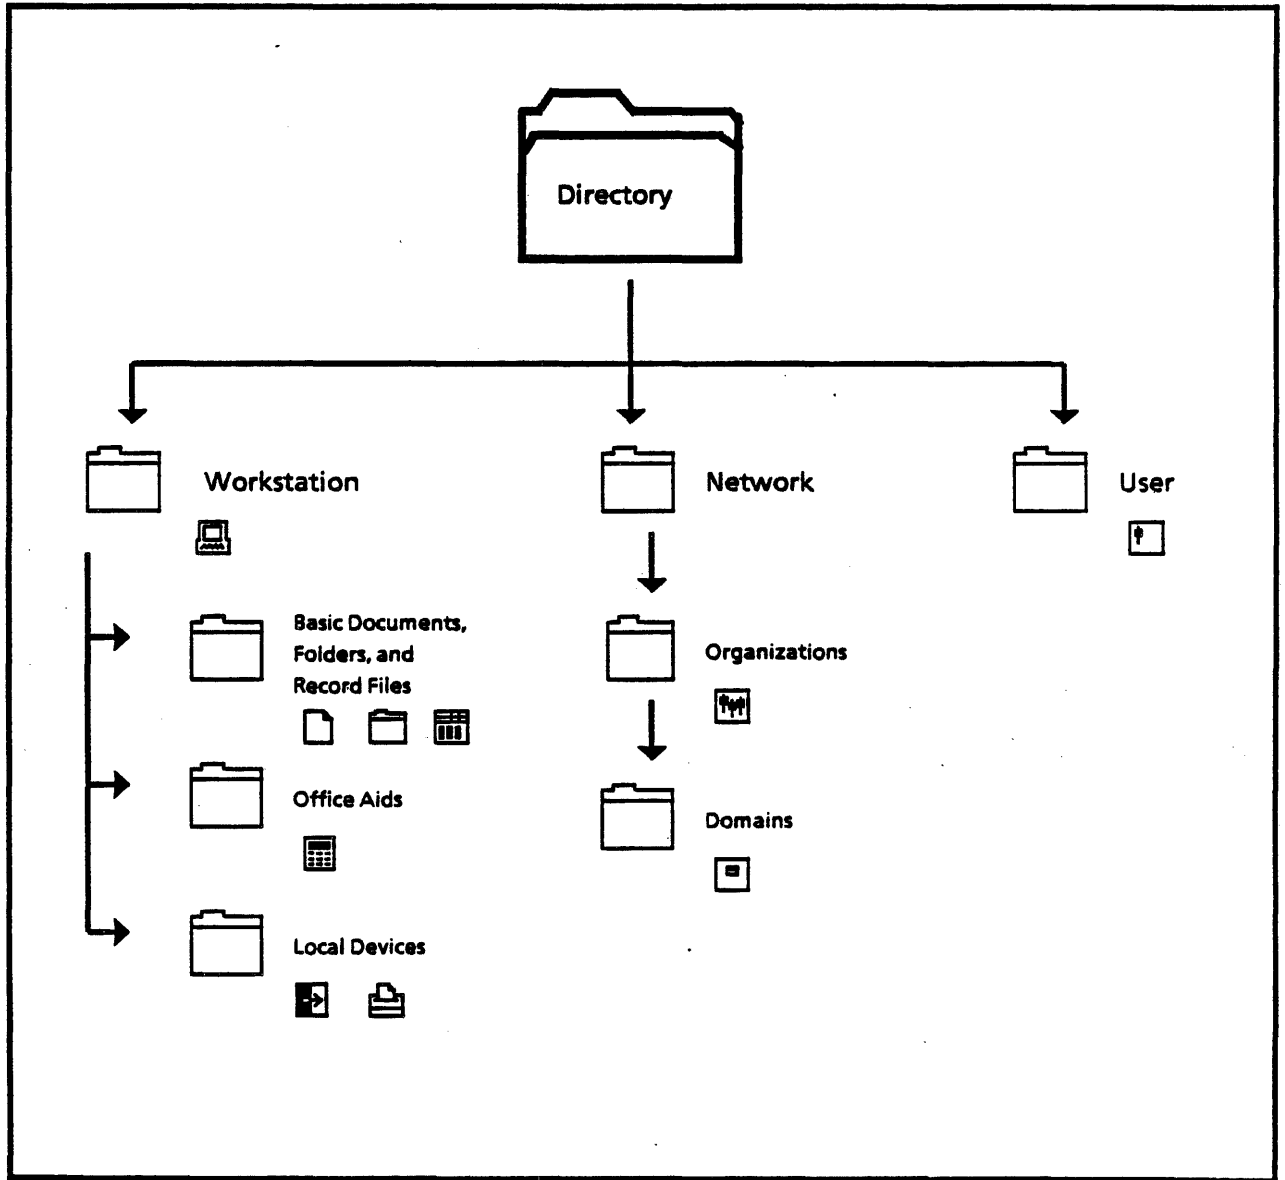 Directory
Workstation
Network
User
Basic Documents,
Folders, and
Record Files
Organizations
Office Aids
Domains
Local Devices